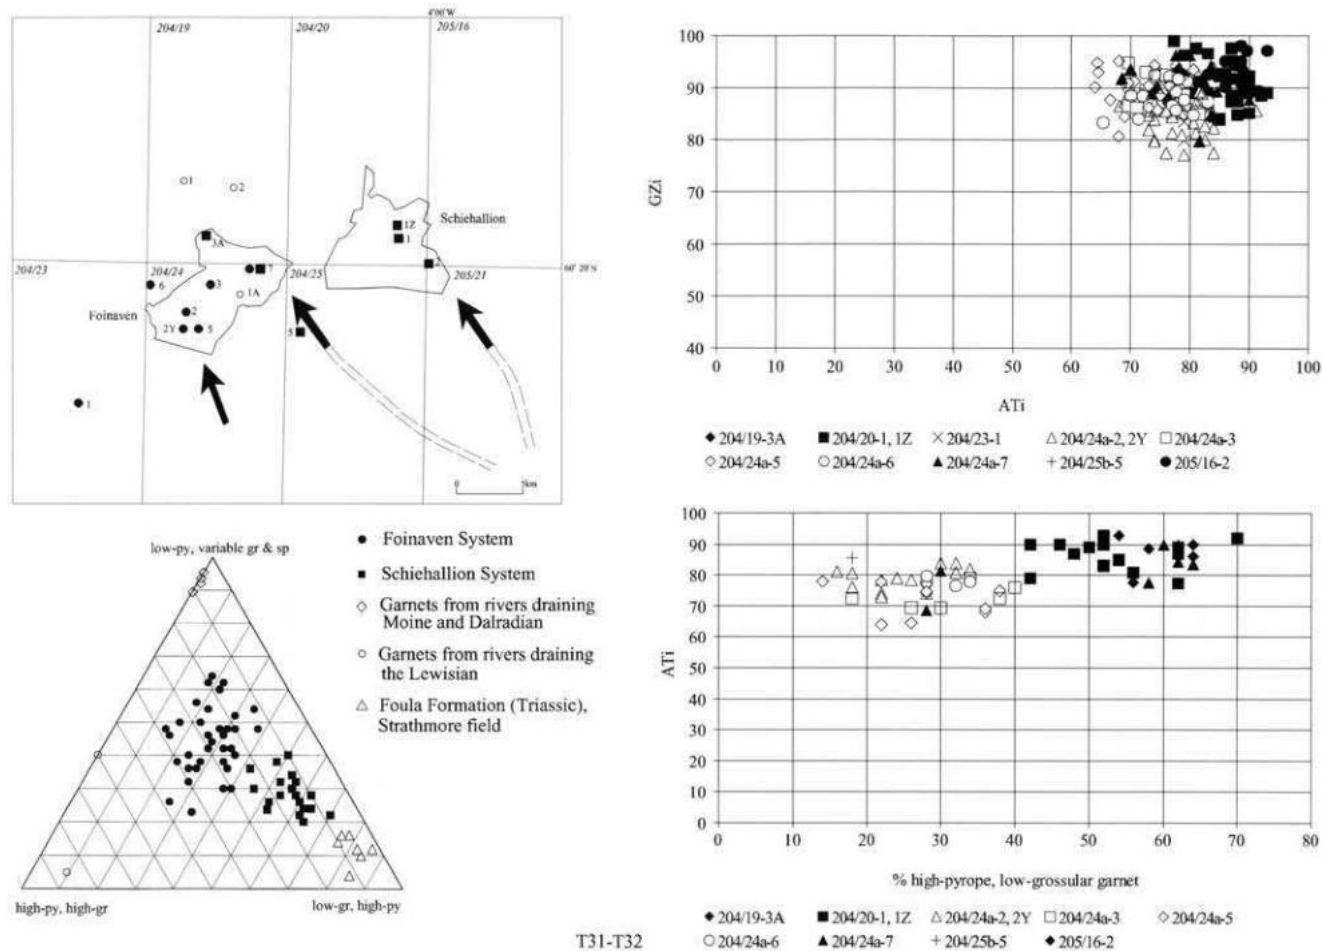 4°00'W
204/19
204/20
205/16
1
2
3A
1Z
1
Schiehallion
2
7
204/23
204/24
204/25
205/21
60° 20'N
6
3
1A
Foinaven
2
2Y
5
5
1
0
5km
low-py, variable gr & sp
high-py, high-gr
low-gr, high-py
Foinaven System
Schiehallion System
Garnets from rivers draining
Moine and Dalradian
Garnets from rivers draining
the Lewisian
Foula Formation (Triassic),
Strathmore field
100
90
80
70
60
50
40
GZi
0 10 20 30 40 50 60 70 80 90 100
ATi
204/19-3A 204/20-1, 1Z 204/23-1 204/24a-2, 2Y 204/24a-3
204/24a-5 204/24a-6 204/24a-7 204/25b-5 205/16-2
100
90
80
70
60
50
40
30
20
10
0
ATi
0 10 20 30 40 50 60 70 80
% high-pyrope, low-grossular garnet
204/19-3A 204/20-1, 1Z 204/24a-2, 2Y 204/24a-3 204/24a-5
204/24a-6 204/24a-7 204/25b-5 205/16-2
T31-T32